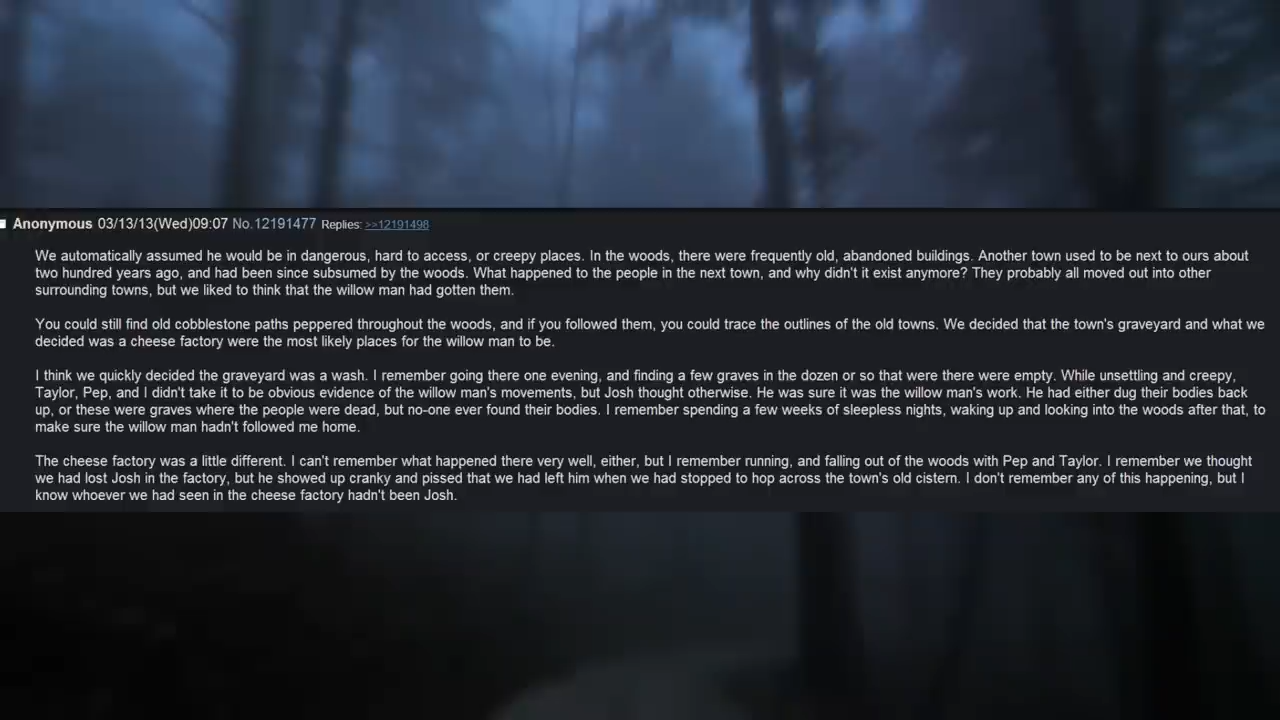 Anonymous 03/13/13(Wed)09:07 No.12191477 Replies: >>12191498
We automatically assumed he would be in dangerous, hard to access, or creepy places. In the woods, there were frequently old, abandoned buildings. Another town used to be next to ours about
two hundred years ago, and had been since subsumed by the woods. What happened to the people in the next town, and why didn't it exist anymore? They probably all moved out into other
surrounding towns, but we liked to think that the willow man had gotten them.
You could still find old cobblestone paths peppered throughout the woods, and if you followed them, you could trace the outlines of the old towns. We decided that the town's graveyard and what we
decided was a cheese factory were the most likely places for the willow man to be.
I think we quickly decided the graveyard was a wash. I remember going there one evening, and finding a few graves in the dozen or so that were there were empty. While unsettling and creepy,
Taylor, Pep, and I didn't take it to be obvious evidence of the willow man's movements, but Josh thought otherwise. He was sure it was the willow man's work. He had either dug their bodies back
up, or these were graves where the people were dead, but no-one ever found their bodies. I remember spending a few weeks of sleepless nights, waking up and looking into the woods after that, to
make sure the willow man hadn't followed me home.
The cheese factory was a little different. I can't remember what happened there very well, either, but I remember running, and falling out of the woods with Pep and Taylor. I remember we thought
we had lost Josh in the factory, but he showed up cranky and pissed that we had left him when we had stopped to hop across the town's old cistern. I don't remember any of this happening, but I
know whoever we had seen in the cheese factory hadn't been Josh.